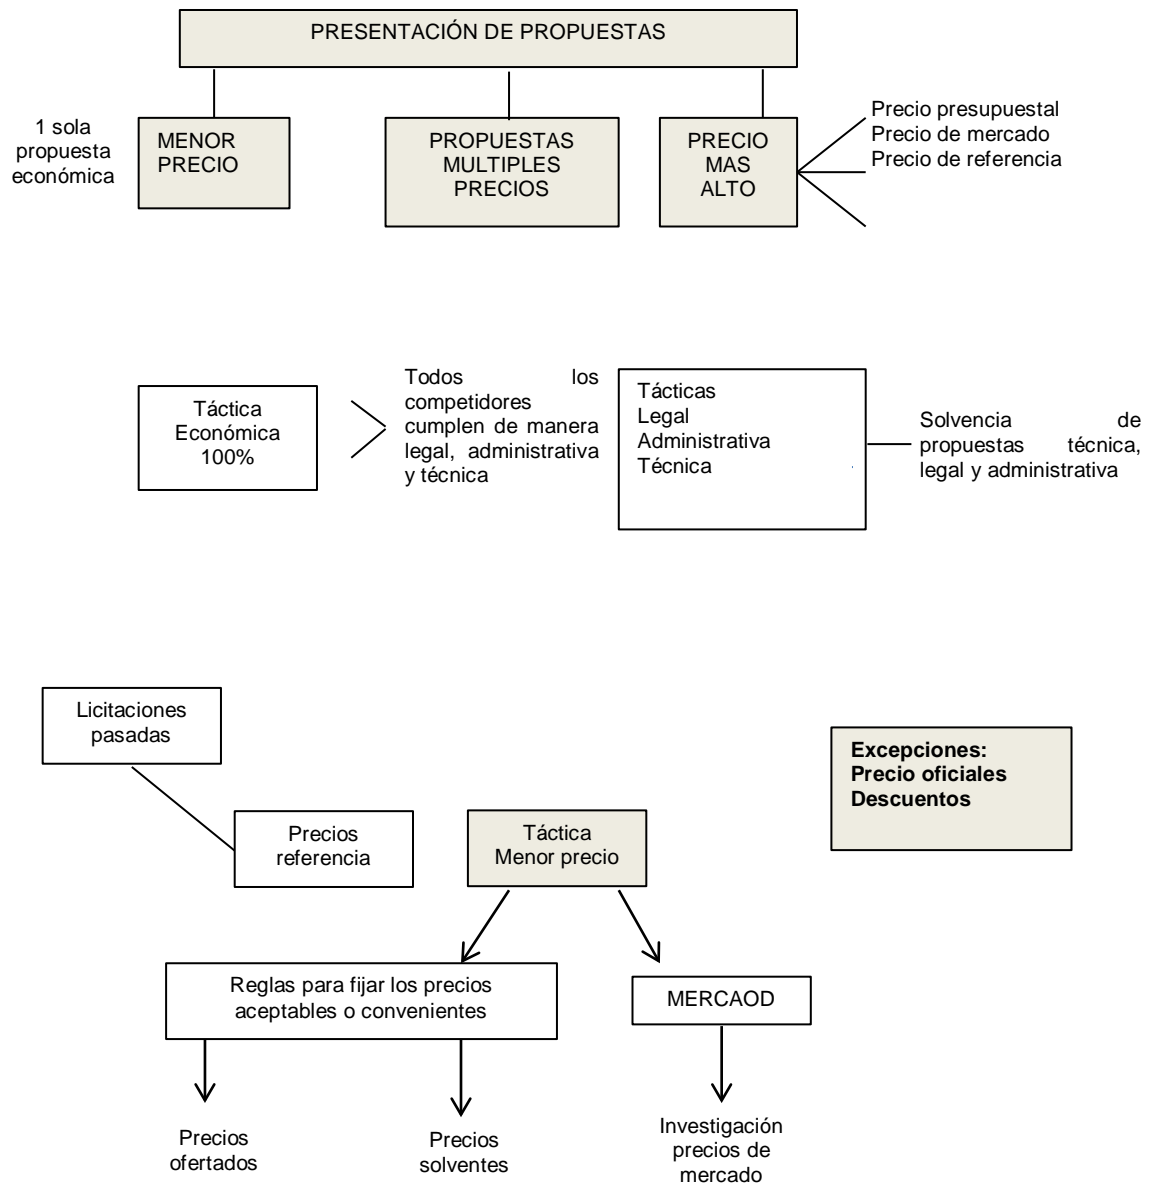 PRESENTACIÓN DE PROPUESTAS
1 sola
propuesta
económica
MENOR
PRECIO
PROPUESTAS
MULTIPLES
PRECIOS
PRECIO
MAS
ALTO
Precio presupuestal
Precio de mercado
Precio de referencia
Táctica
Económica
100%
Todos los
competidores
cumplen de manera
legal, administrativa
y técnica
Tácticas
Legal
Administrativa
Técnica
Solvencia de
propuestas técnica,
legal y administrativa
Licitaciones
pasadas
Precios
referencia
Táctica
Menor precio
Excepciones:
Precio oficiales
Descuentos
Reglas para fijar los precios
aceptables o convenientes
MERCAOD
Precios
ofertados
Precios
solventes
Investigación
precios de
mercado